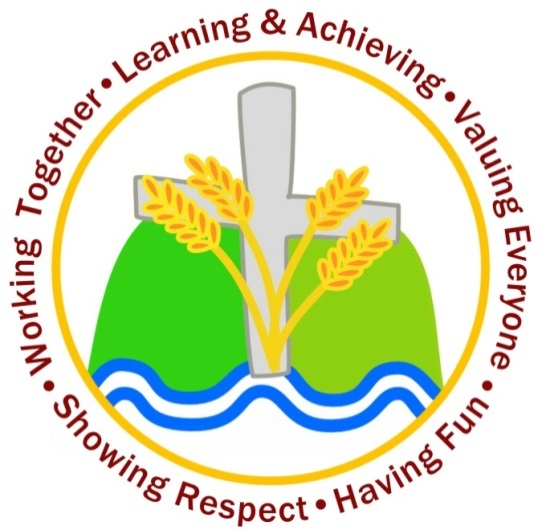 Working Together • Learning & Achieving • Valuing Everyone • Having Fun • Showing Respect •